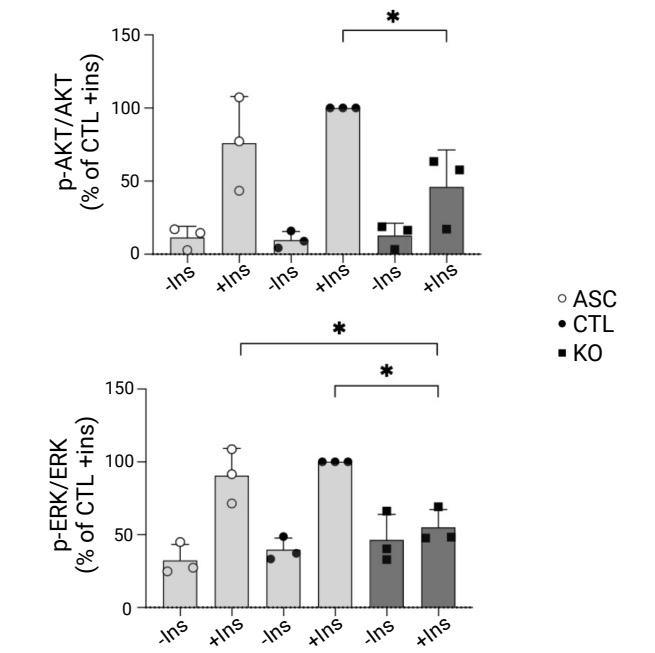 *
150
100
50
0
p-AKT/AKT
(% of CTL +ins)
-Ins
+Ins
-Ins
+Ins
-Ins
+Ins
ASC
CTL
KO
*
*
150
100
50
0
p-ERK/ERK
(% of CTL +ins)
-Ins
+Ins
-Ins
+Ins
-Ins
+Ins